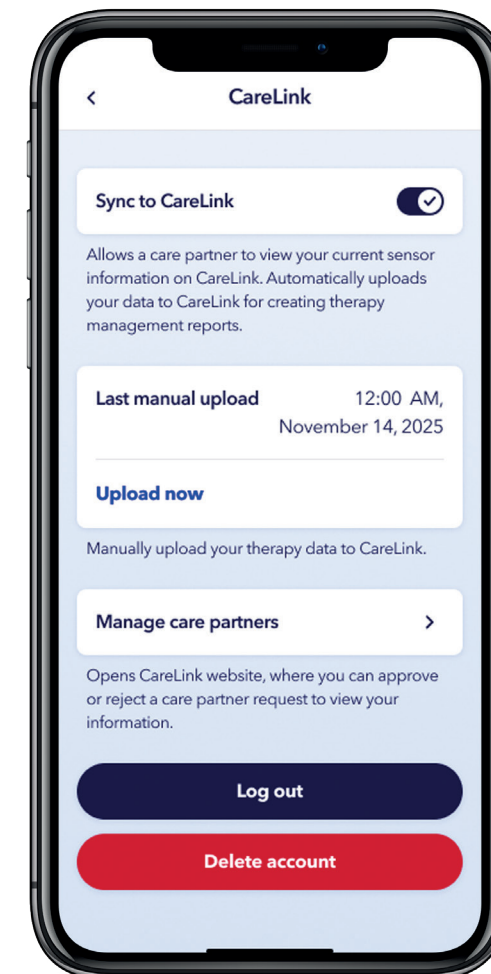 CareLink
Sync to CareLink
Allows a care partner to view your current sensor
information on CareLink. Automatically uploads
your data to CareLink for creating therapy
management reports.
Last manual upload 12:00 AM,
November 14, 2025
Upload now
Manually upload your therapy data to CareLink.
Manage care partners
Opens CareLink website, where you can approve
or reject a care partner request to view your
information.
Log out
Delete account